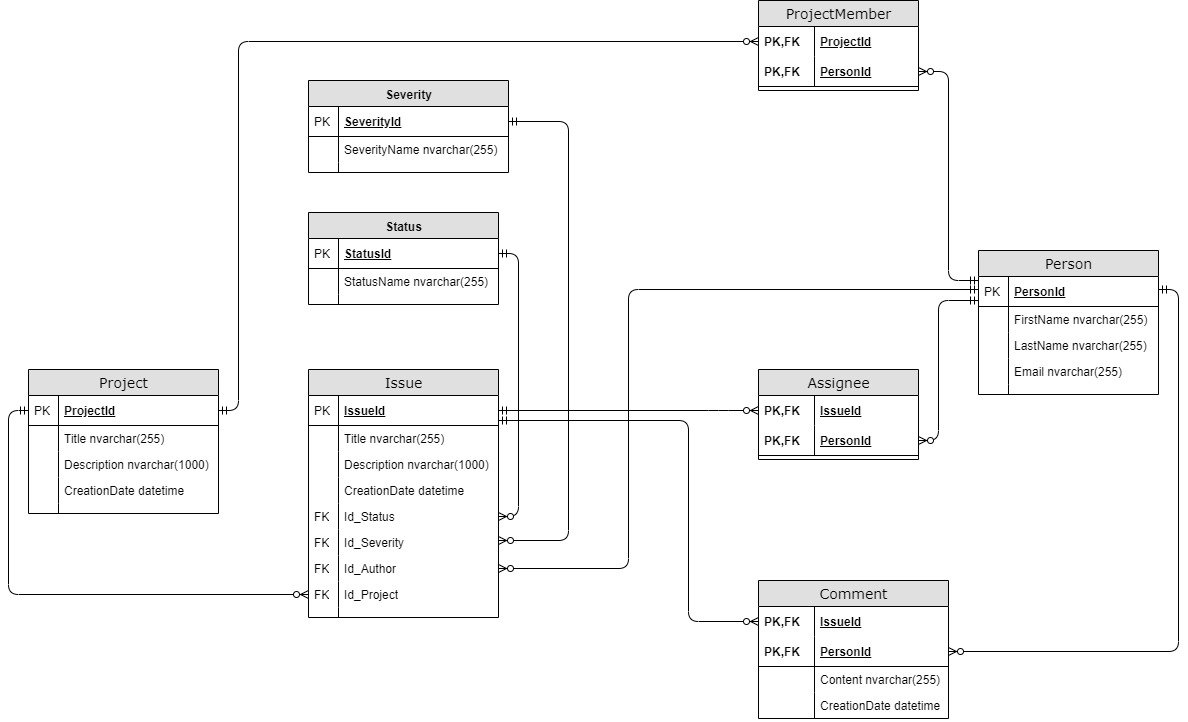 ProjectMember
PK,FK ProjectId
PK,FK PersonId
Severity
PK SeverityId
SeverityName nvarchar(255)
Status
PK StatusId
StatusName nvarchar(255)
Person
PK PersonId
FirstName nvarchar(255)
LastName nvarchar(255)
Email nvarchar(255)
Project
PK ProjectId
Title nvarchar(255)
Description nvarchar(1000)
CreationDate datetime
Issue
PK IssueId
Title nvarchar(255)
Description nvarchar(1000)
CreationDate datetime
FK Id_Status
FK Id_Severity
FK Id_Author
FK Id_Project
Assignee
PK,FK IssueId
PK,FK PersonId
Comment
PK,FK IssueId
PK,FK PersonId
Content nvarchar(255)
CreationDate datetime